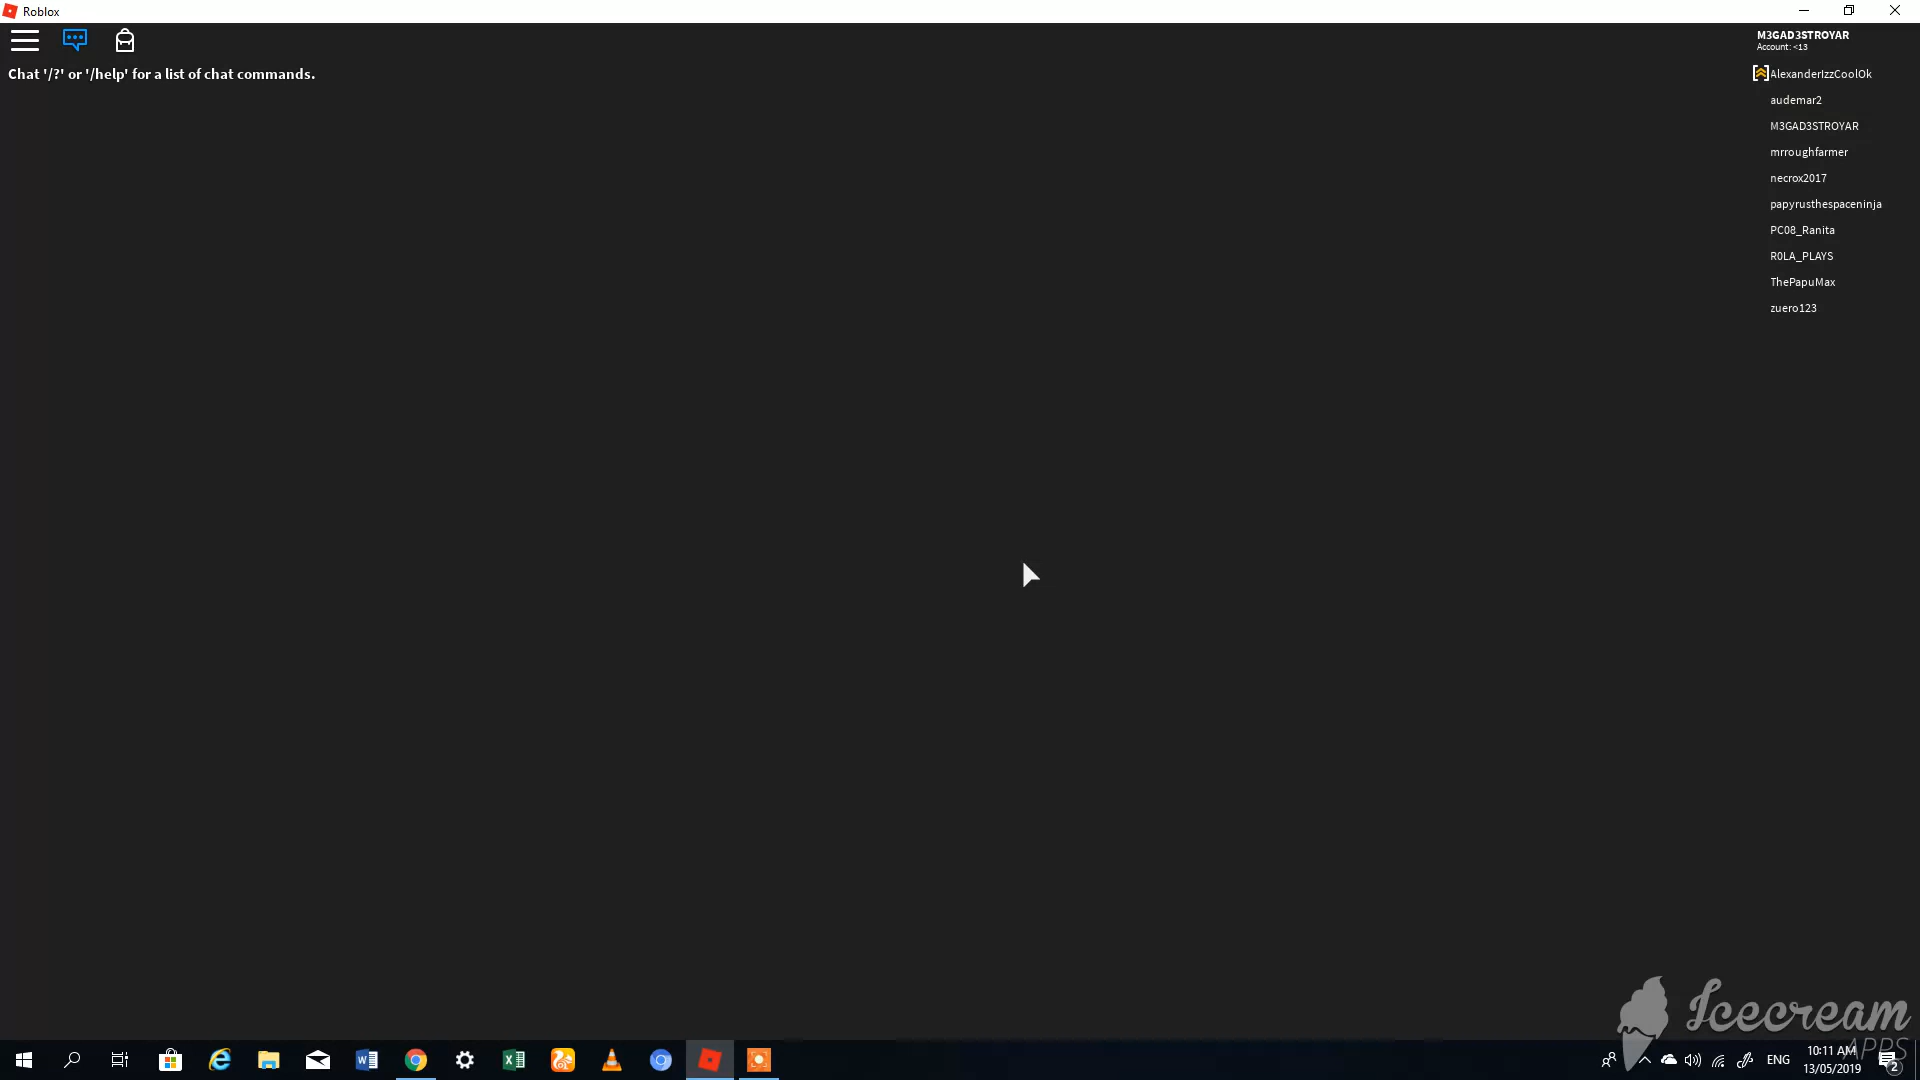 Roblox
M3GAD3STROYAR
Account: <13
Chat '/?' or '/help' for a list of chat commands.
AlexanderIzzCoolOk
audemar2
M3GAD3STROYAR
mrroughfarmer
necrox2017
papyrusthespaceninja
PC08_Ranita
R0LA_PLAYS
ThePapuMax
zuero123
Icecream
APPS
ENG
10:11 AM
13/05/2019
2